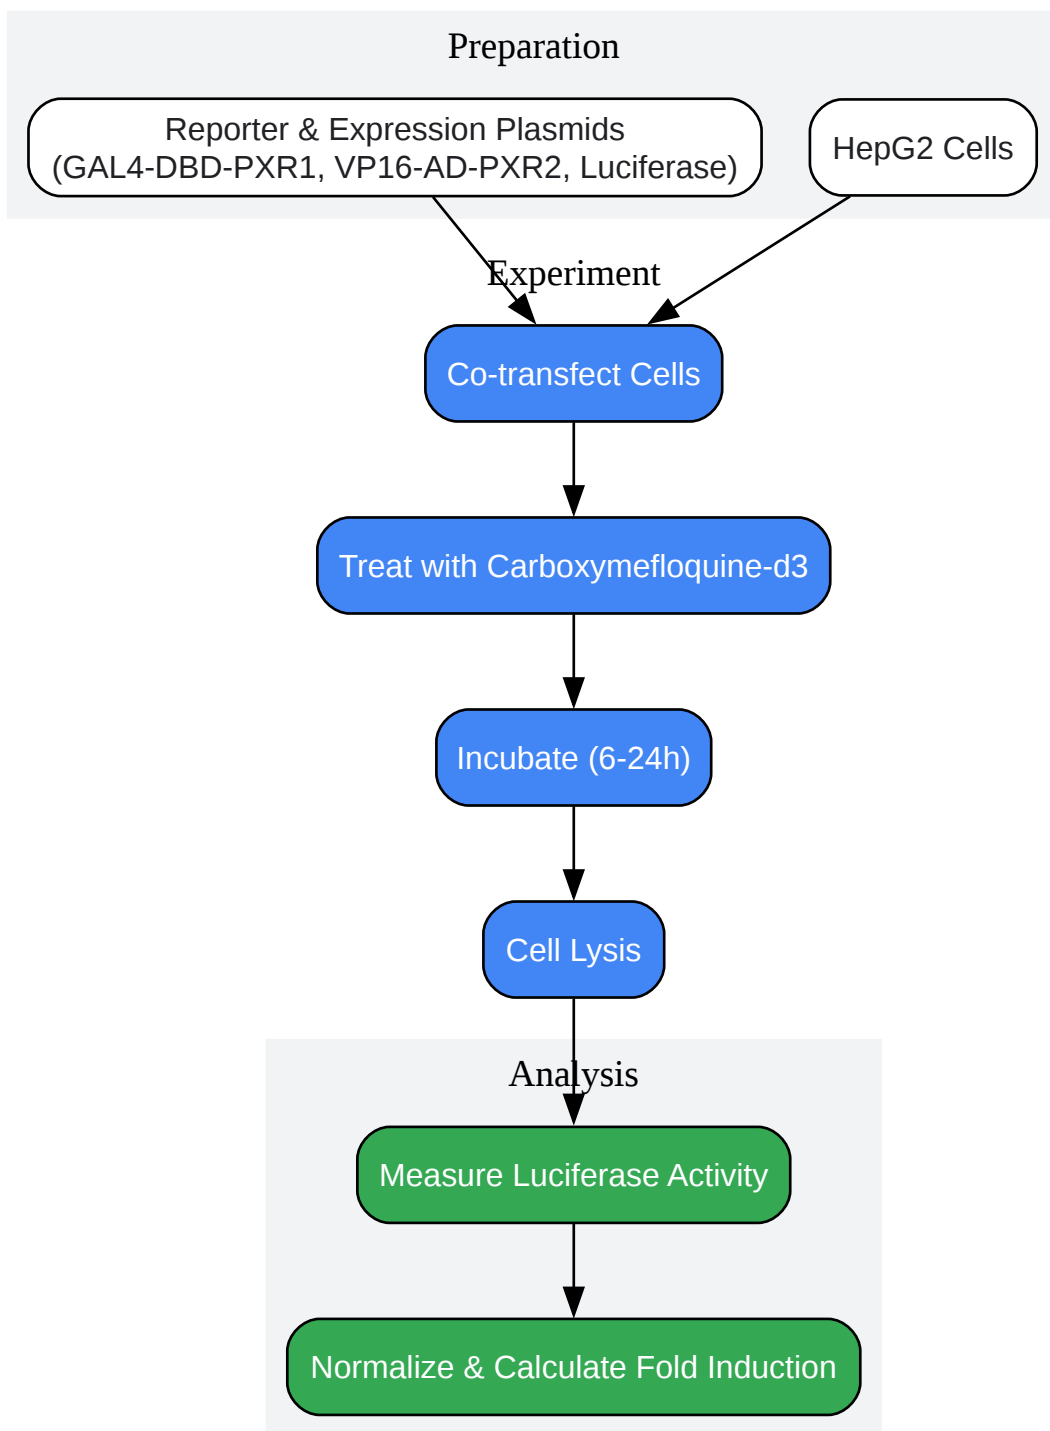 Preparation
Reporter & Expression Plasmids
(GAL4-DBD-PXR1, VP16-AD-PXR2, Luciferase)
HepG2 Cells
Experiment
Co-transfect Cells
Treat with Carboxymefloquine-d3
Incubate (6-24h)
Cell Lysis
Analysis
Measure Luciferase Activity
Normalize & Calculate Fold Induction